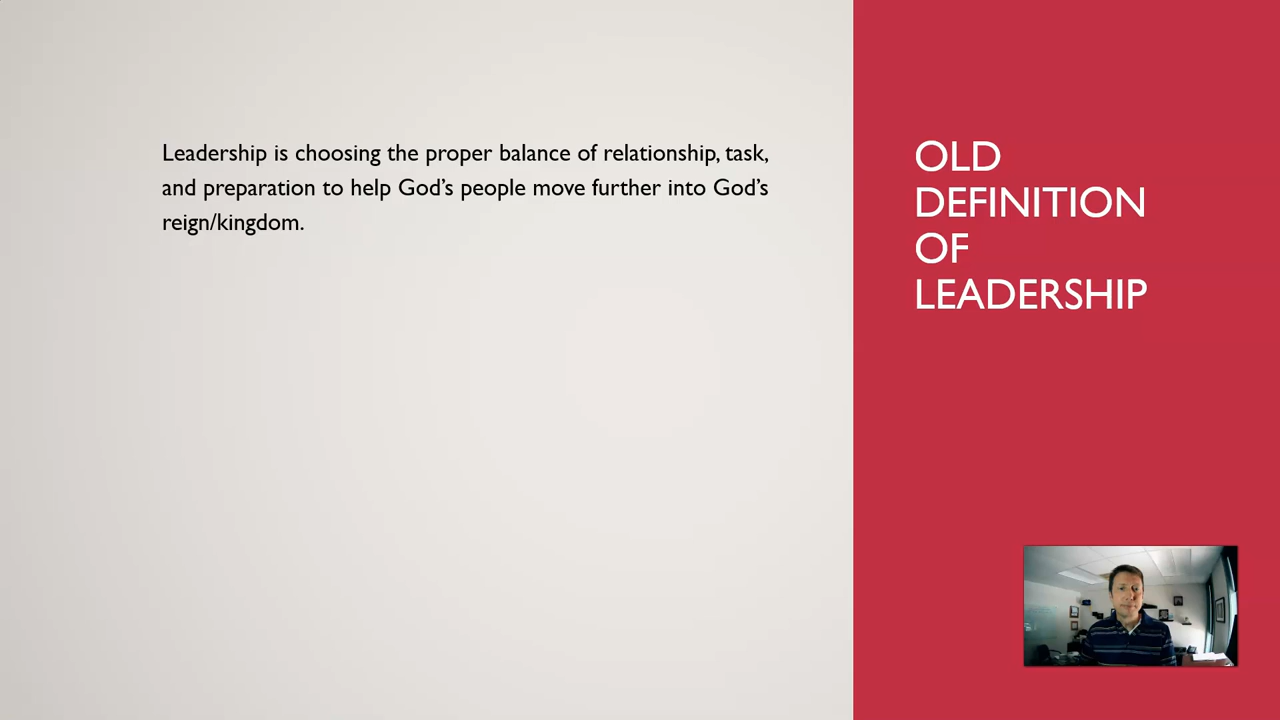 Leadership is choosing the proper balance of relationship, task,
and preparation to help God’s people move further into God’s
reign/kingdom.
OLD
DEFINITION
OF
LEADERSHIP